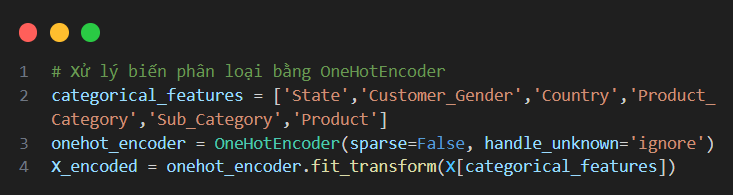 1 # Xử lý biến phân loại bằng OneHotEncoder
2 categorical_features = ['State','Customer_Gender','Country','Product_
Category','Sub_Category','Product']
3 onehot_encoder = OneHotEncoder(sparse=False, handle_unknown='ignore')
4 X_encoded = onehot_encoder.fit_transform(X[categorical_features])